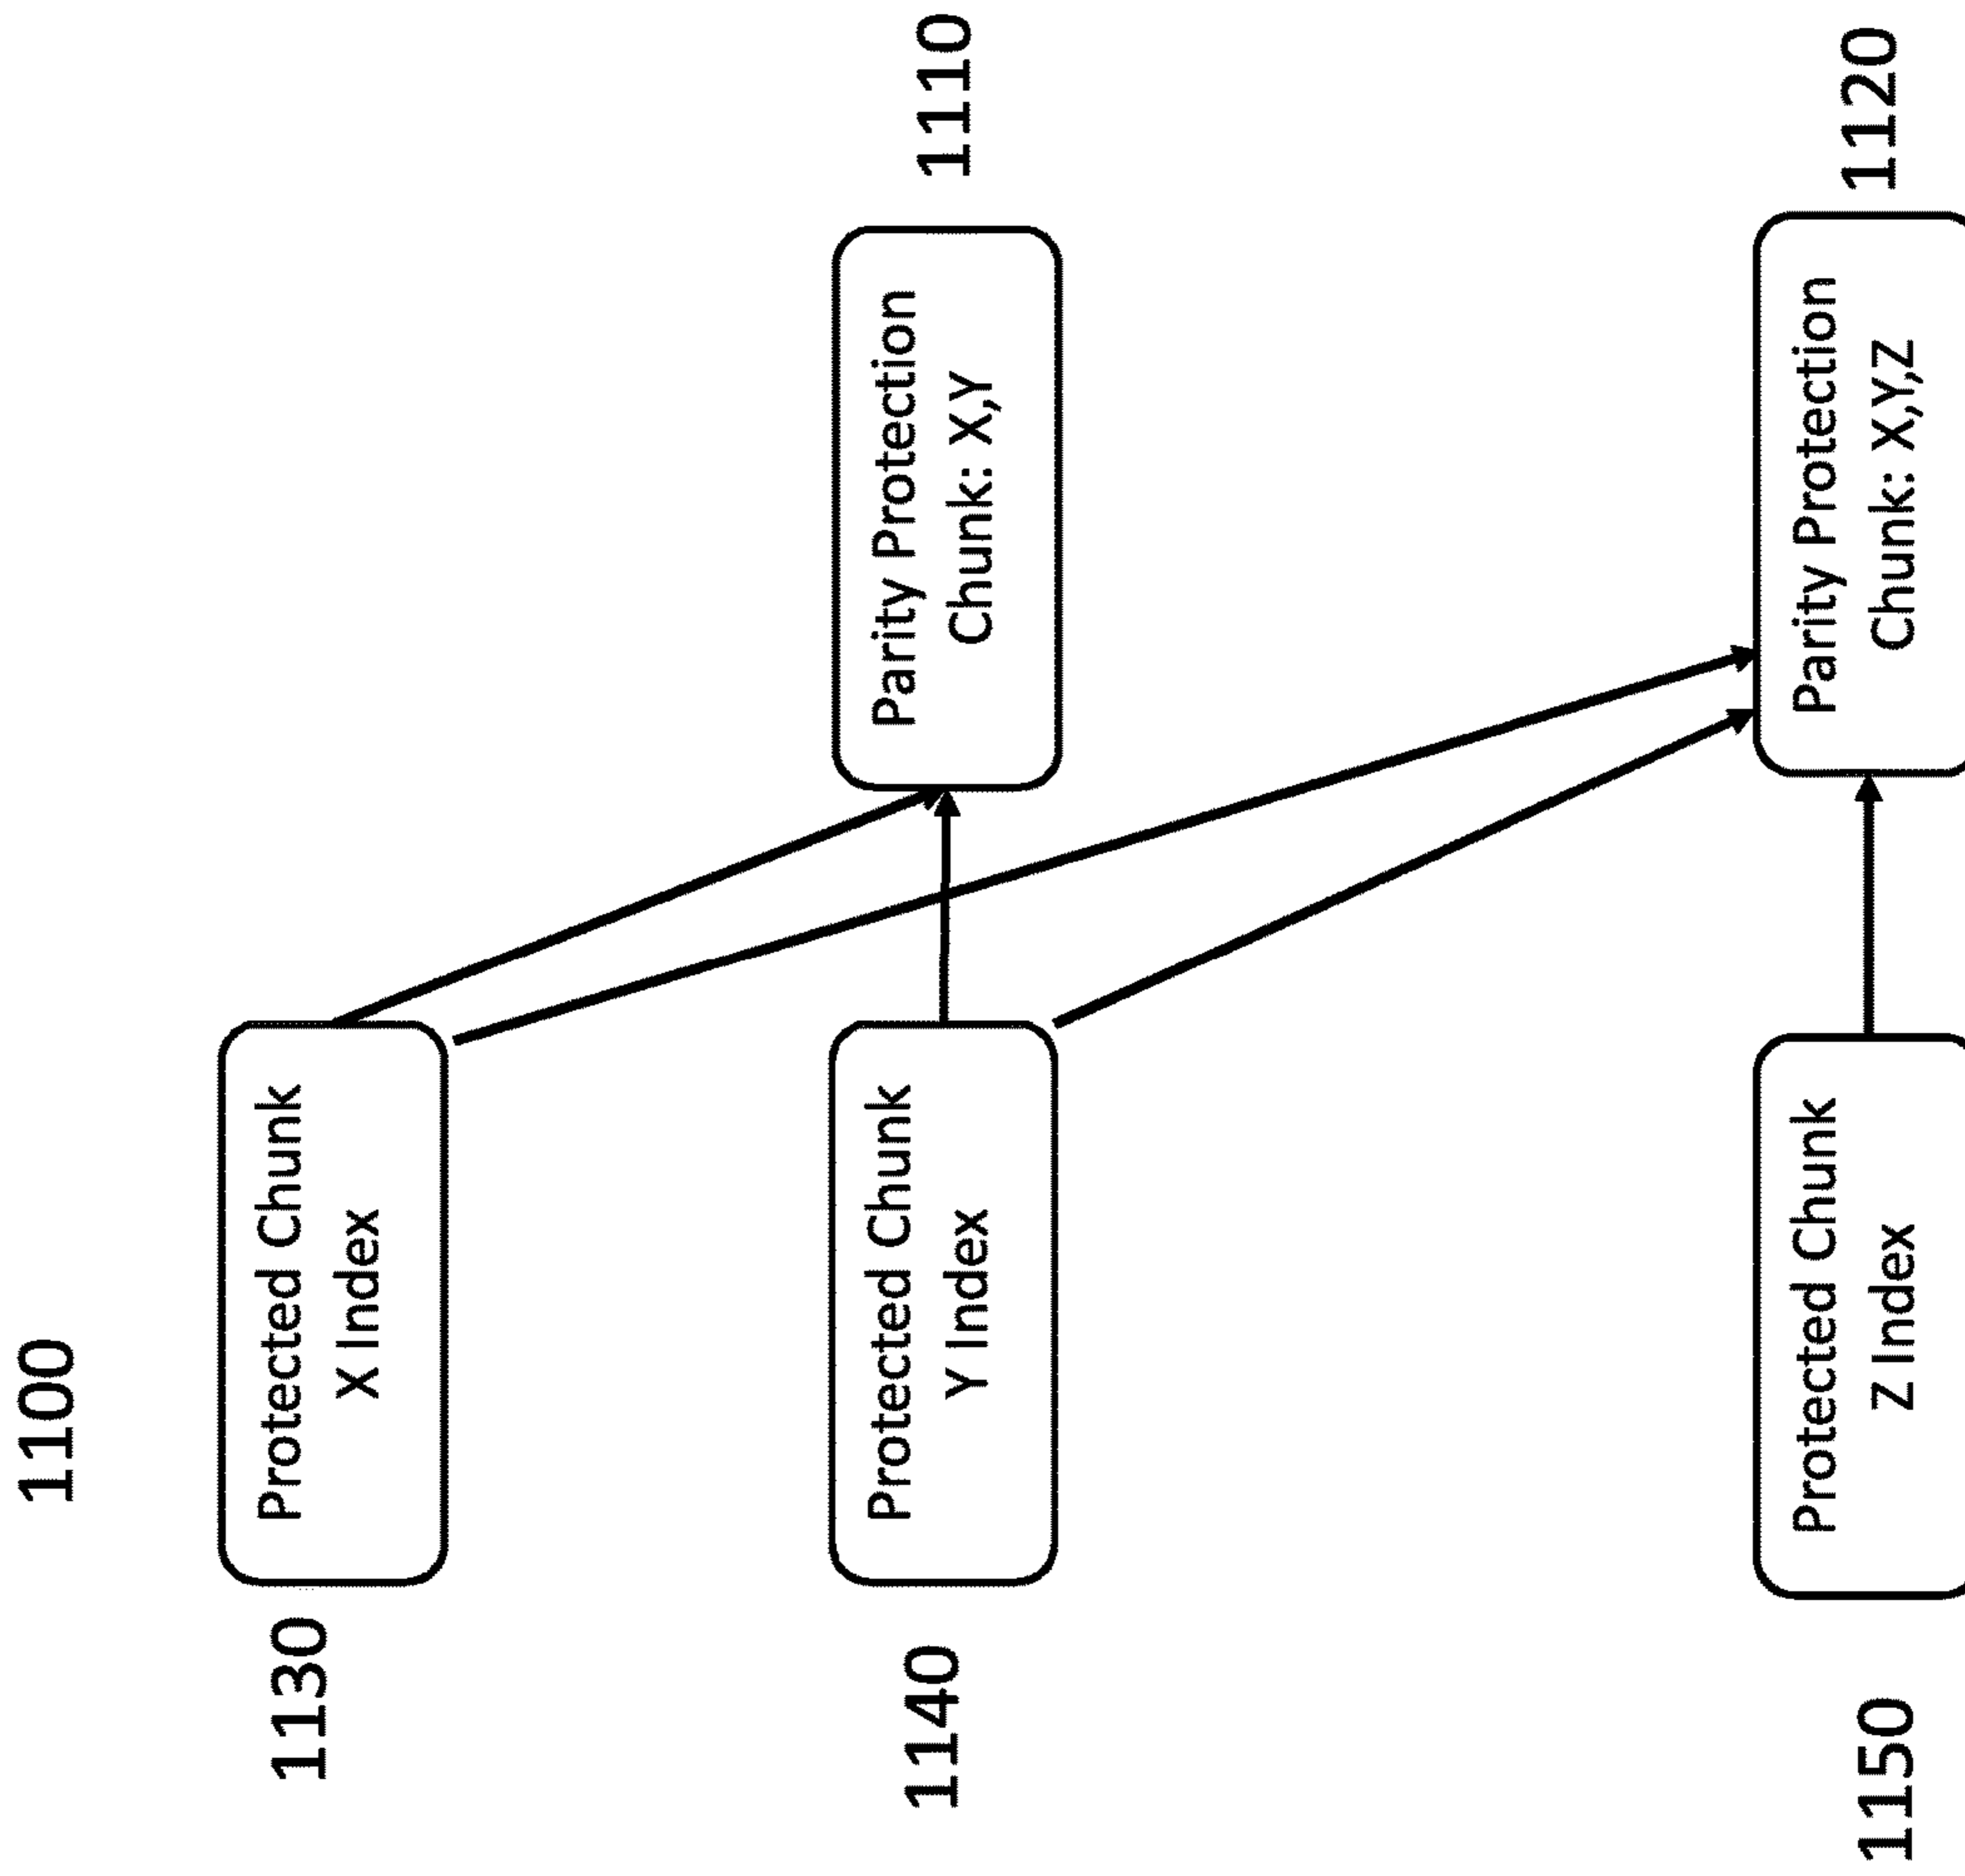 1100
1130
Protected Chunk
X Index
1140
Protected Chunk
Y Index
Parity Protection
Chunk: X,Y
1110
1150
Protected Chunk
Z Index
Parity Protection
Chunk: X,Y,Z
1120